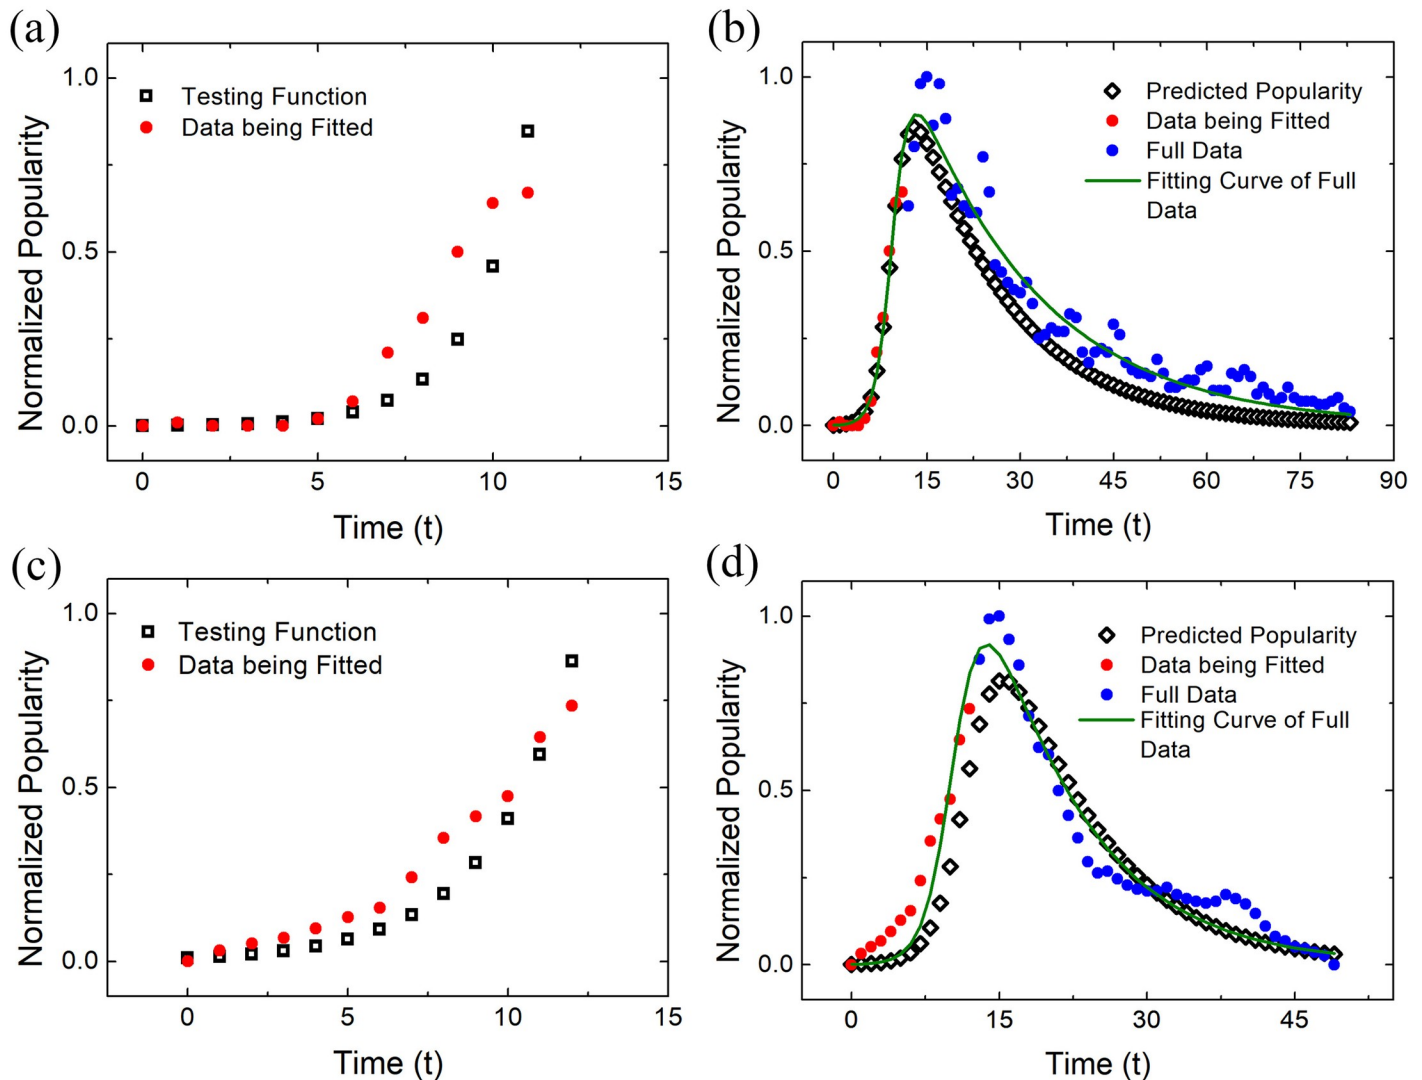 (a)
1.0
0.5
0.0
Normalized Popularity
Testing Function
Data being Fitted
0 5 10 15
Time (t)
(b)
1.0
0.5
0.0
Normalized Popularity
Predicted Popularity
Data being Fitted
Full Data
Fitting Curve of Full
Data
0 15 30 45 60 75 90
Time (t)
(c)
1.0
0.5
0.0
Normalized Popularity
Testing Function
Data being Fitted
0 5 10 15
Time (t)
(d)
1.0
0.5
0.0
Normalized Popularity
Predicted Popularity
Data being Fitted
Full Data
Fitting Curve of Full
Data
0 15 30 45
Time (t)